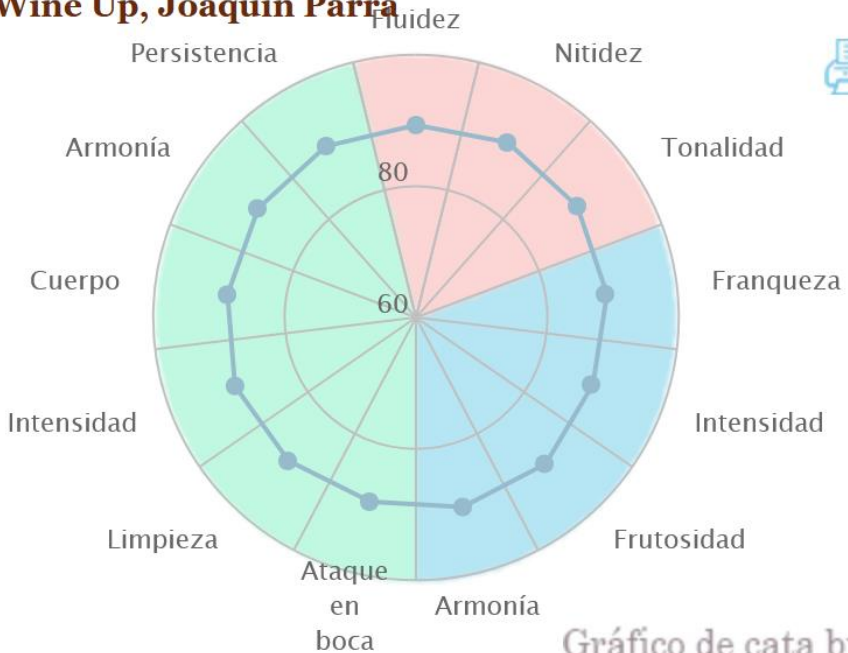 Wine Up, Joaquín Parra
Fluidez
Persistencia
Nitidez
Armonía
Tonalidad
80
Cuerpo
60
Franqueza
Intensidad
Intensidad
Limpieza
Frutosidad
Ataque
en
boca
Armonía
Gráfico de cata